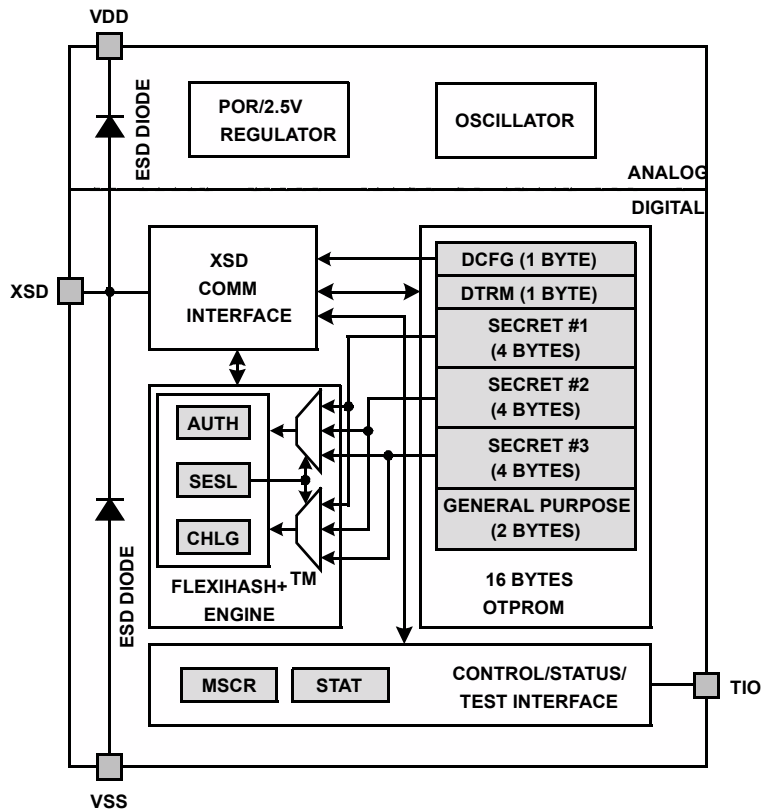 VDD
ESD DIODE
POR/2.5V
REGULATOR
OSCILLATOR
ANALOG
DIGITAL
XSD
XSD
COMM
INTERFACE
DCFG (1 BYTE)
DTRM (1 BYTE)
SECRET #1
(4 BYTES)
SECRET #2
(4 BYTES)
SECRET #3
(4 BYTES)
GENERAL PURPOSE
(2 BYTES)
16 BYTES
OTPROM
AUTH
SESL
CHLG
FLEXIHASH+ TM
ENGINE
ESD DIODE
MSCR
STAT
CONTROL/STATUS/
TEST INTERFACE
TIO
VSS